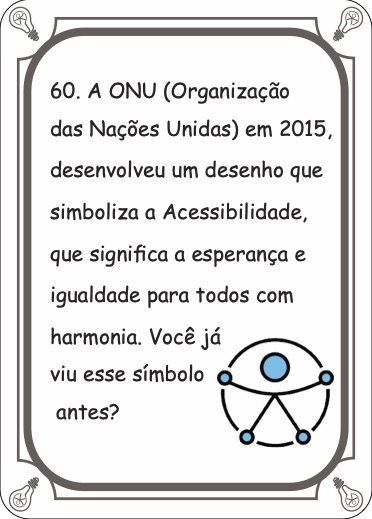 60. A ONU (Organização
das Nações Unidas) em 2015,
desenvolveu um desenho que
simboliza a Acessibilidade,
que significa a esperança e
igualdade para todos com
harmonia. Você já
viu esse símbolo
antes?